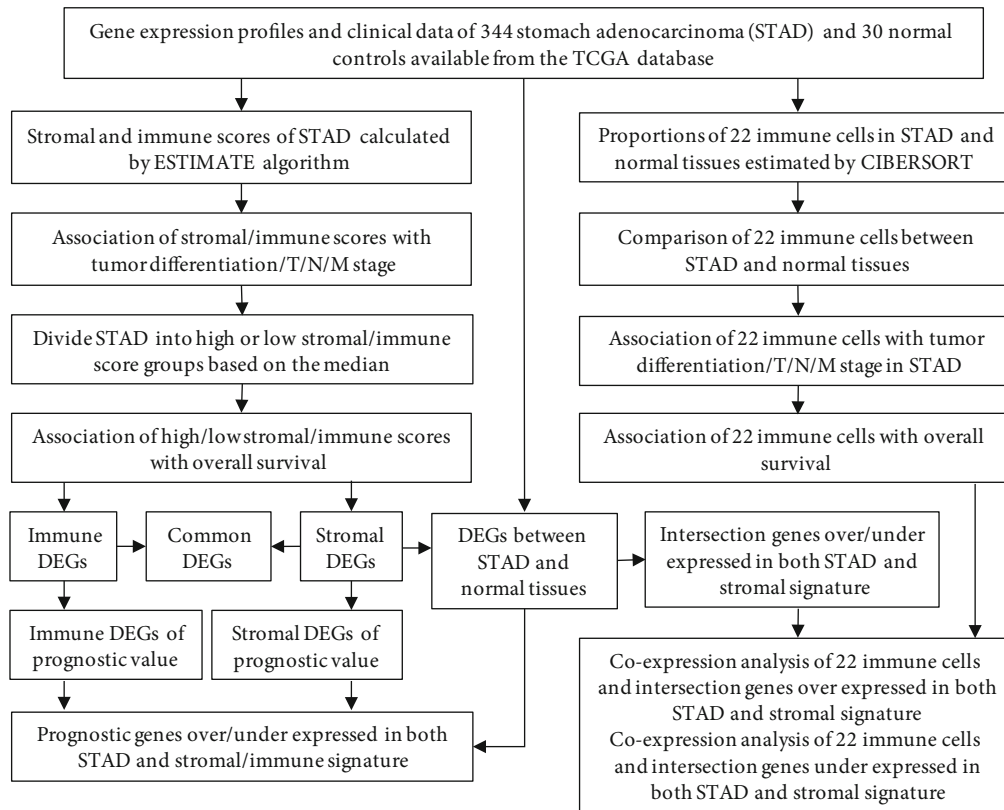 Gene expression profiles and clinical data of 344 stomach adenocarcinoma (STAD) and 30 normal
controls available from the TCGA database
Stromal and immune scores of STAD calculated
by ESTIMATE algorithm
Association of stromal/immune scores with
tumor differentiation/T/N/M stage
Divide STAD into high or low stromal/immune
score groups based on the median
Association of high/low stromal/immune scores
with overall survival
Proportions of 22 immune cells in STAD and
normal tissues estimated by CIBERSORT
Comparison of 22 immune cells between
STAD and normal tissues
Association of 22 immune cells with tumor
differentiation/T/N/M stage in STAD
Association of 22 immune cells with overall
survival
Immune
DEGs
Common
DEGs
Stromal
DEGs
DEGs between
STAD and
normal tissues
Intersection genes over/under
expressed in both STAD and
stromal signature
Immune DEGs of
prognostic value
Stromal DEGs of
prognostic value
Prognostic genes over/under expressed in both
STAD and stromal/immune signature
Co-expression analysis of 22 immune cells
and intersection genes over expressed in both
STAD and stromal signature
Co-expression analysis of 22 immune cells
and intersection genes under expressed in
both STAD and stromal signature